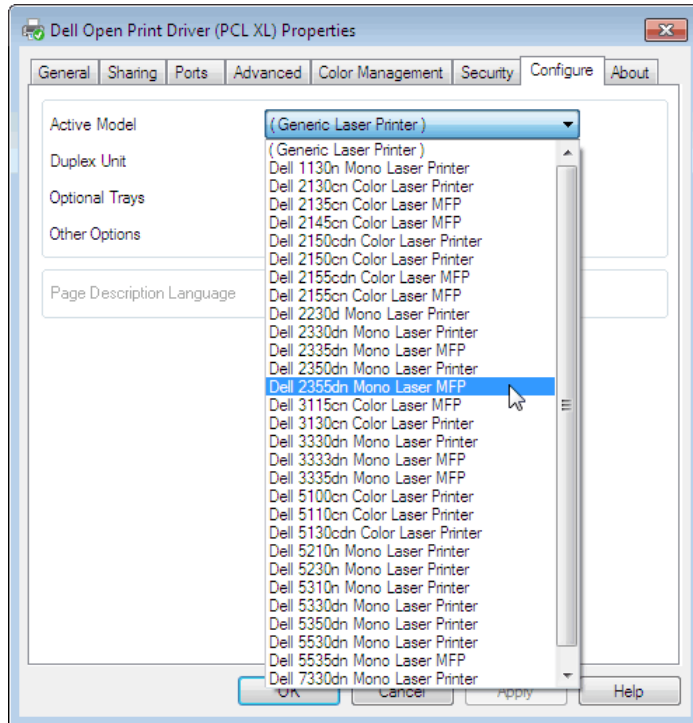 Dell Open Print Driver (PCL XL) Properties
General Sharing Ports Advanced Color Management Security Configure About
Active Model
(Generic Laser Printer)
Duplex Unit
Optional Trays
Other Options
Page Description Language
(Generic Laser Printer)
Dell 1130n Mono Laser Printer
Dell 2130cn Color Laser Printer
Dell 2135cn Color Laser MFP
Dell 2145cn Color Laser MFP
Dell 2150cdn Color Laser Printer
Dell 2150cn Color Laser Printer
Dell 2155cdn Color Laser MFP
Dell 2155cn Color Laser MFP
Dell 2230d Mono Laser Printer
Dell 2330dn Mono Laser Printer
Dell 2335dn Mono Laser MFP
Dell 2350dn Mono Laser Printer
Dell 2355dn Mono Laser MFP
Dell 3115cn Color Laser MFP
Dell 3130cn Color Laser Printer
Dell 3330dn Mono Laser Printer
Dell 3333dn Mono Laser MFP
Dell 3335dn Mono Laser MFP
Dell 5100cn Color Laser Printer
Dell 5110cn Color Laser Printer
Dell 5130cdn Color Laser Printer
Dell 5210n Mono Laser Printer
Dell 5230n Mono Laser Printer
Dell 5310n Mono Laser Printer
Dell 5330dn Mono Laser Printer
Dell 5350dn Mono Laser Printer
Dell 5530dn Mono Laser Printer
Dell 5535dn Mono Laser MFP
Dell 7330dn Mono Laser Printer
OK Cancel Apply Help